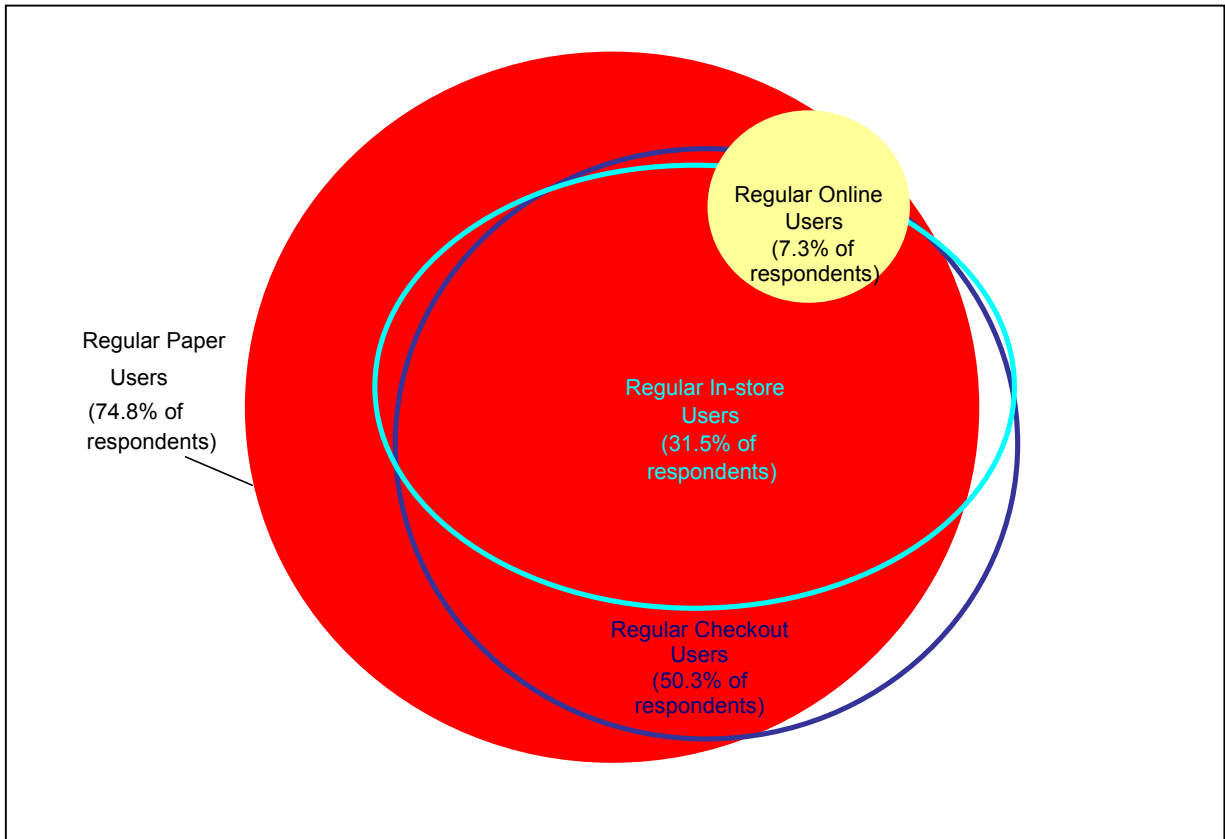 Regular Online
Users
(7.3% of
respondents)
Regular Paper
Users
(74.8% of
respondents)
Regular In-store
Users
(31.5% of
respondents)
Regular Checkout
Users
(50.3% of
respondents)